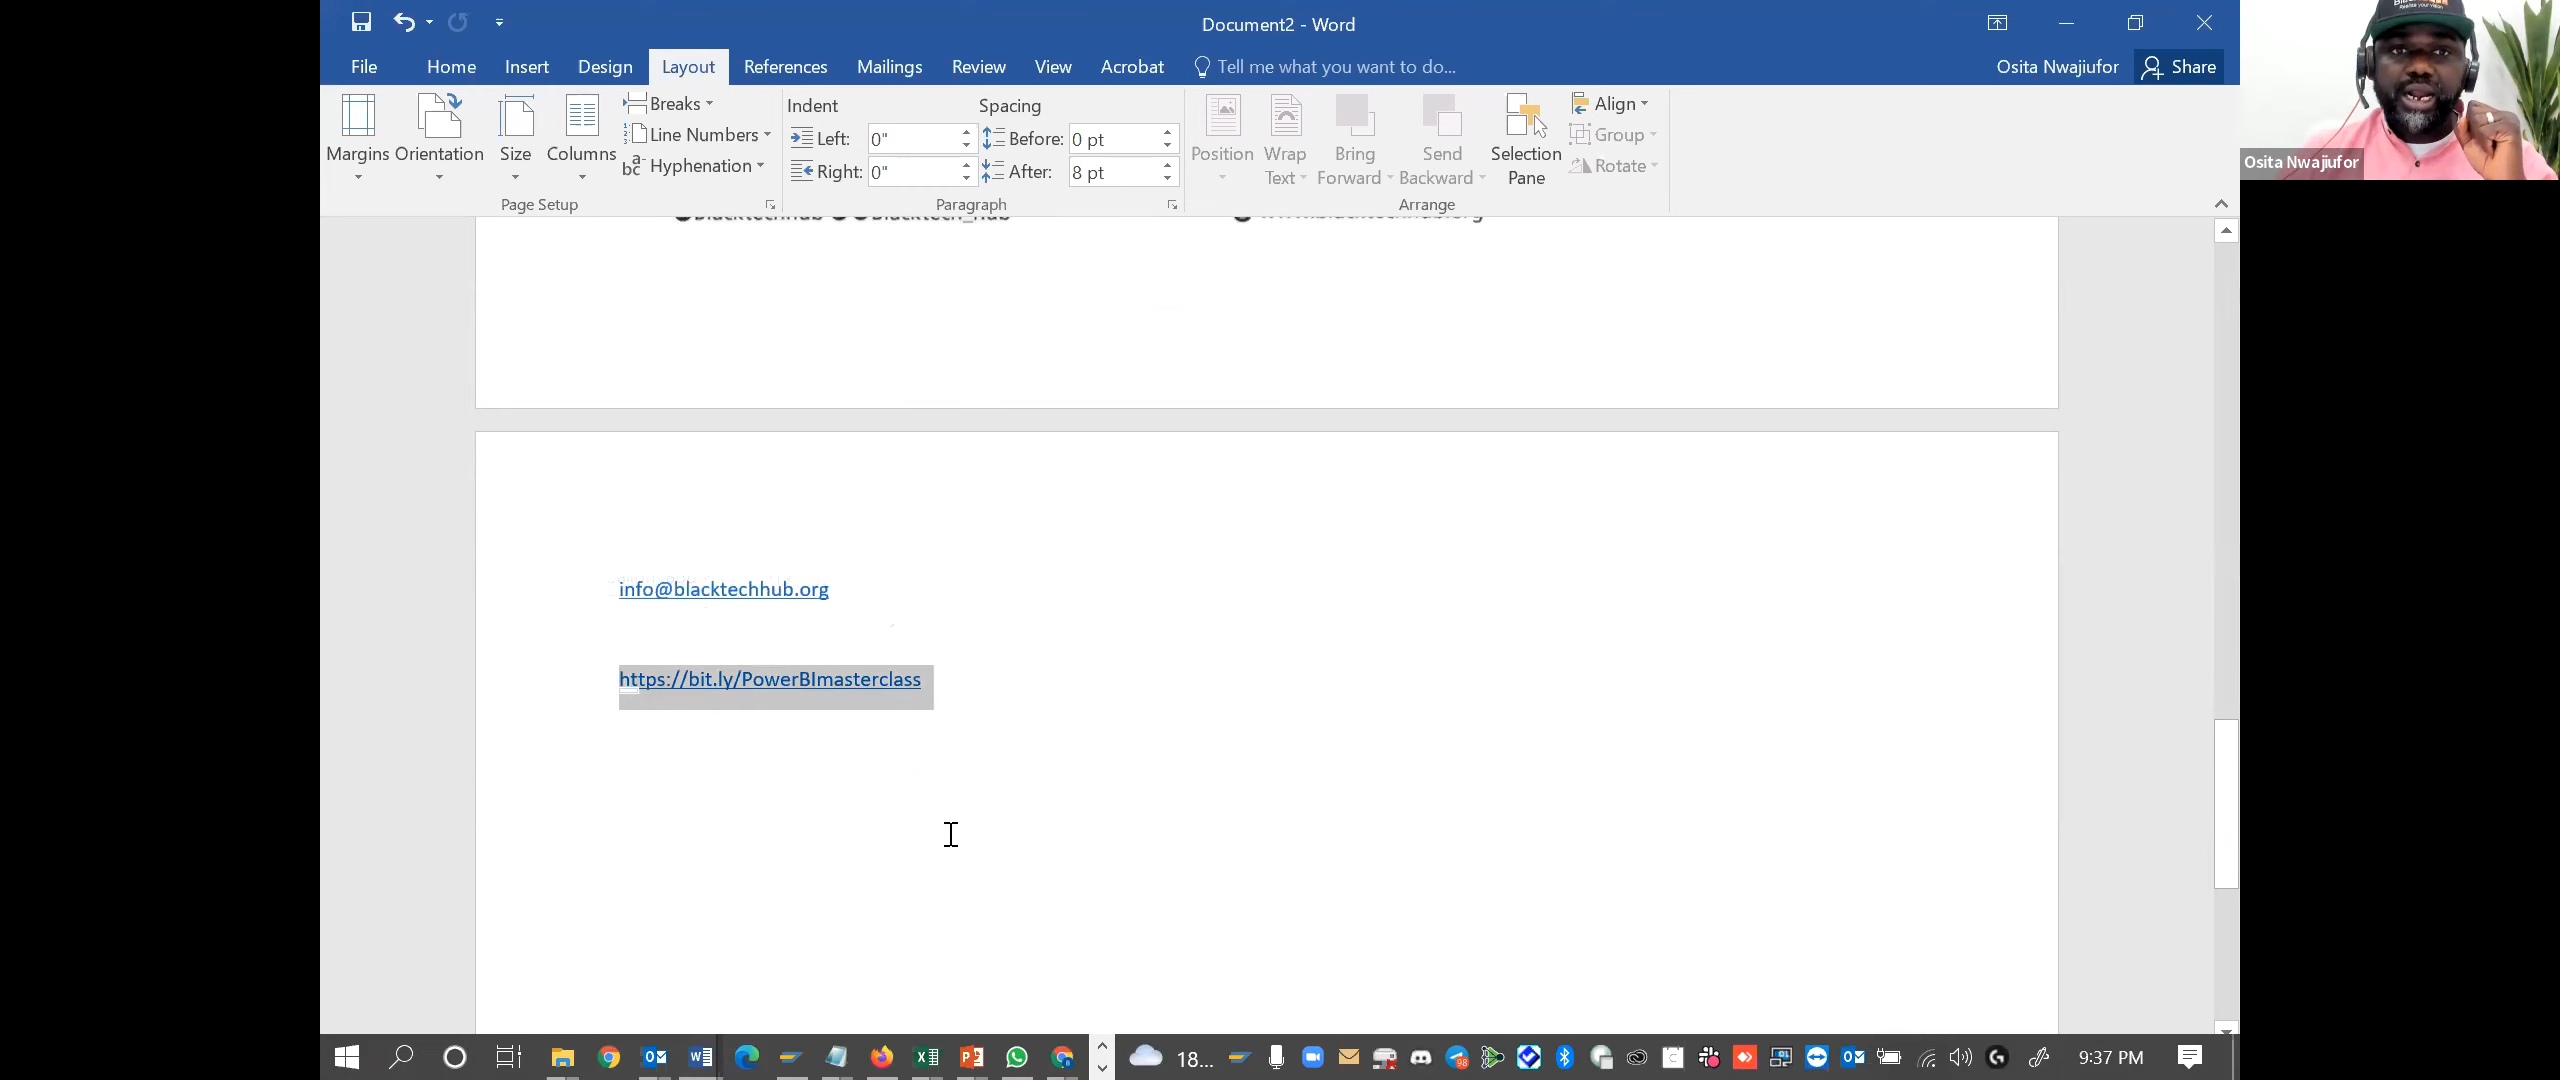 Document2 - Word
File Home Insert Design Layout References Mailings Review View Acrobat Tell me what you want to do... Osita Nwajiufor Share
Margins Orientation Size Columns
Breaks
Line Numbers
Hyphenation
Page Setup
Indent Spacing
Left: 0" Before: 0 pt
Right: 0" After: 8 pt
Paragraph
Position Wrap Text Bring Forward Send Backward Selection Pane
Align
Group
Rotate
Arrange
Osita Nwajiufor
Blacktechhub Blacktech_hub
info@blacktechhub.org
https://bit.ly/PowerBImasterclass
18... 9:37 PM